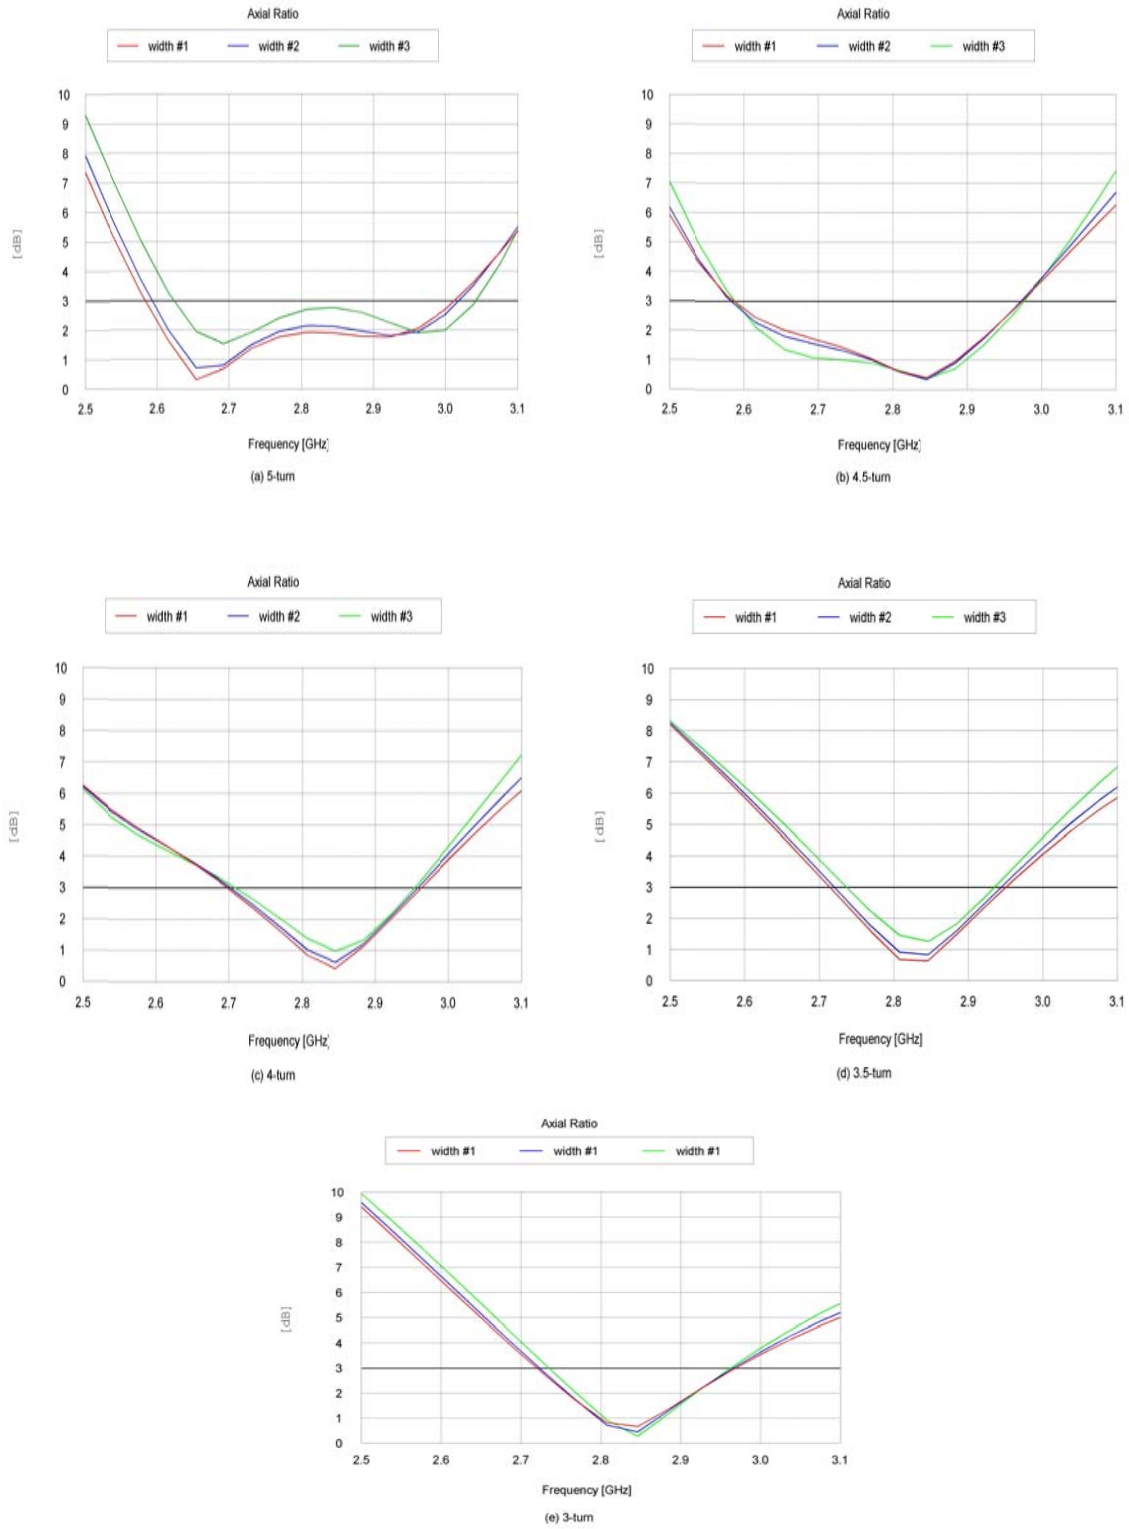 Axial Ratio
width #1 width #2 width #3
10
9
8
7
6
5
4
3
2
1
0
[dB]
2.5 2.6 2.7 2.8 2.9 3.0 3.1
Frequency [GHz]
(a) 5-turn
Axial Ratio
width #1 width #2 width #3
10
9
8
7
6
5
4
3
2
1
0
[dB]
2.5 2.6 2.7 2.8 2.9 3.0 3.1
Frequency [GHz]
(b) 4.5-turn
Axial Ratio
width #1 width #2 width #3
10
9
8
7
6
5
4
3
2
1
0
[dB]
2.5 2.6 2.7 2.8 2.9 3.0 3.1
Frequency [GHz]
(c) 4-turn
Axial Ratio
width #1 width #2 width #3
10
9
8
7
6
5
4
3
2
1
0
[dB]
2.5 2.6 2.7 2.8 2.9 3.0 3.1
Frequency [GHz]
(d) 3.5-turn
Axial Ratio
width #1 width #1 width #1
10
9
8
7
6
5
4
3
2
1
0
[dB]
2.5 2.6 2.7 2.8 2.9 3.0 3.1
Frequency [GHz]
(e) 3-turn